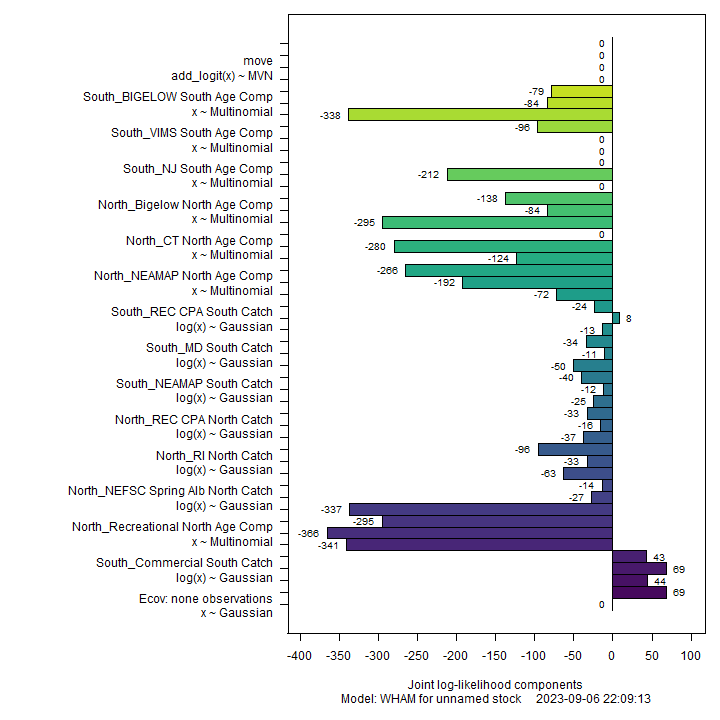 0
0
move
0
add_logit(x) ~ MVN
0
South_BIGELOW South Age Comp
-79
-84
x ~ Multinomial
-338
South_VIMS South Age Comp
-96
0
x ~ Multinomial
0
South_NJ South Age Comp
0
-212
x ~ Multinomial
0
North_Bigelow North Age Comp
-138
-84
x ~ Multinomial
-295
North_CT North Age Comp
0
-280
x ~ Multinomial
-124
North_NEAMAP North Age Comp
-266
-192
x ~ Multinomial
-72
South_REC CPA South Catch
-24
8
log(x) ~ Gaussian
-13
South_MD South Catch
-34
-11
log(x) ~ Gaussian
-50
South_NEAMAP South Catch
-40
-12
log(x) ~ Gaussian
-25
North_REC CPA North Catch
-33
-16
log(x) ~ Gaussian
-37
North_RI North Catch
-96
-33
log(x) ~ Gaussian
-63
North_NEFSC Spring Alb North Catch
-14
-27
log(x) ~ Gaussian
-337
North_Recreational North Age Comp
-295
-366
x ~ Multinomial
-341
South_Commercial South Catch
43
69
log(x) ~ Gaussian
44
Ecov: none observations
69
x ~ Gaussian
0
-400 -350 -300 -250 -200 -150 -100 -50 0 50 100
Joint log-likelihood components
Model: WHAM for unnamed stock 2023-09-06 22:09:13